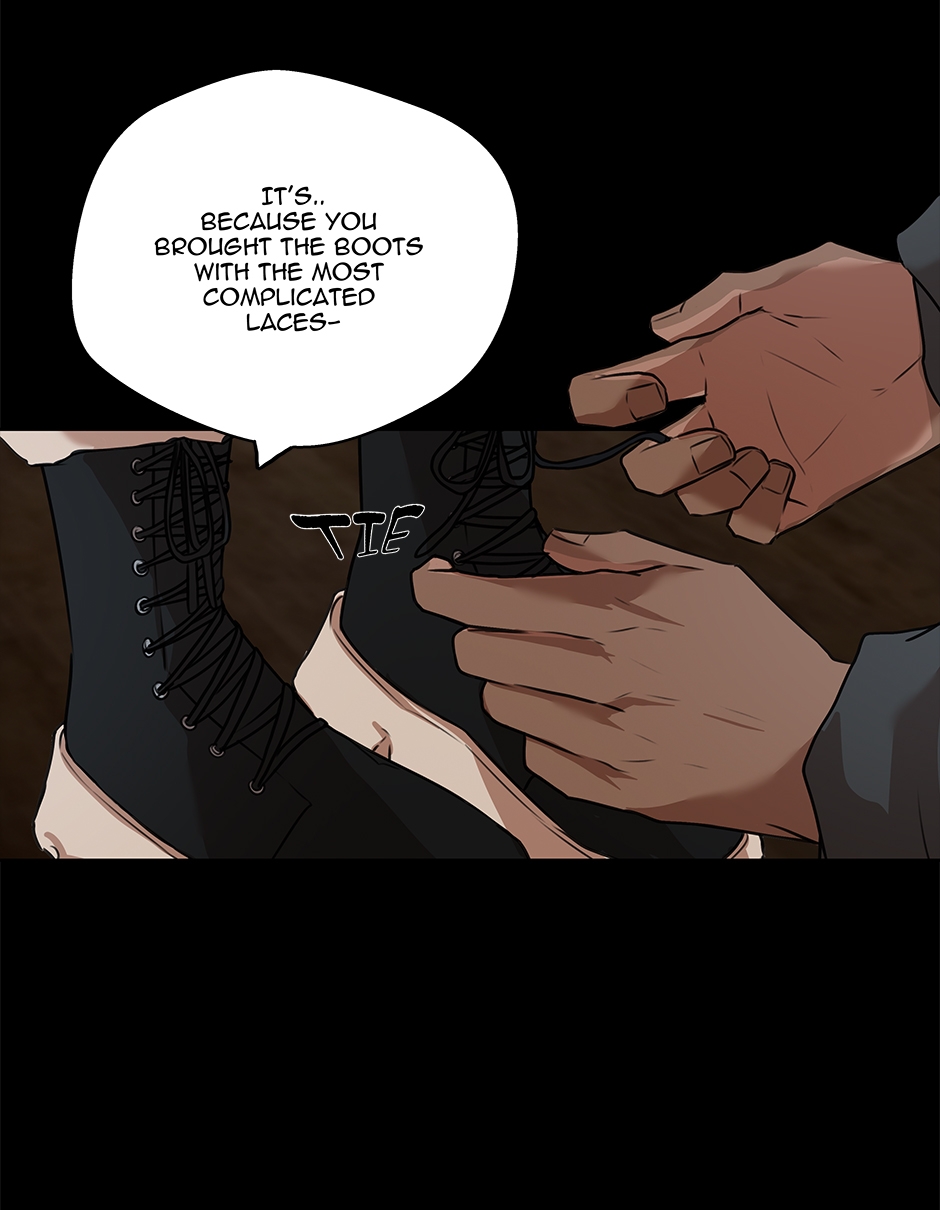 IT'S..
BECAUSE YOU
BROUGHT THE BOOTS
WITH THE MOST
COMPLICATED
LACES-
TIE